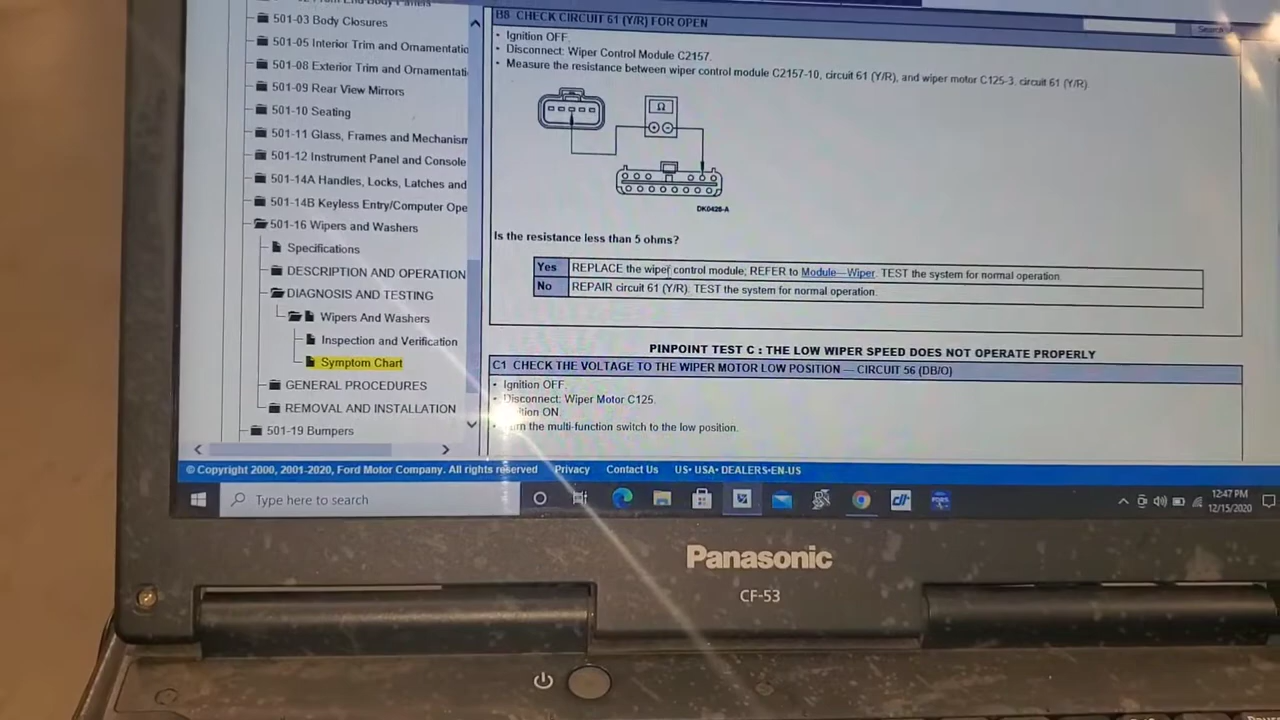 501-03 Body Closures
501-05 Interior Trim and Ornamentatic
501-08 Exterior Trim and Ornamentati
501-09 Rear View Mirrors
501-10 Seating
501-11 Glass, Frames and Mechanism
501-12 Instrument Panel and Console
501-14A Handles, Locks, Latches and
501-14B Keyless Entry/Computer Ope
501-16 Wipers and Washers
Specifications
DESCRIPTION AND OPERATION
DIAGNOSIS AND TESTING
Wipers And Washers
Inspection and Verification
Symptom Chart
GENERAL PROCEDURES
REMOVAL AND INSTALLATION
501-19 Bumpers
B8 CHECK CIRCUIT 61 (Y/R) FOR OPEN
Search
• Ignition OFF.
• Disconnect: Wiper Control Module C2157.
• Measure the resistance between wiper control module C2157-10, circuit 61 (Y/R), and wiper motor C125-3, circuit 61 (Y/R).
Ω
DK0426-A
Is the resistance less than 5 ohms?
Yes REPLACE the wiper control module; REFER to Module—Wiper. TEST the system for normal operation.
No REPAIR circuit 61 (Y/R). TEST the system for normal operation.
PINPOINT TEST C : THE LOW WIPER SPEED DOES NOT OPERATE PROPERLY
C1 CHECK THE VOLTAGE TO THE WIPER MOTOR LOW POSITION — CIRCUIT 56 (DB/O)
• Ignition OFF.
• Disconnect: Wiper Motor C125.
ition ON.
the multi-function switch to the low position.
© Copyright 2000, 2001-2020, Ford Motor Company. All rights reserved Privacy Contact Us US• USA• DEALERS•EN-US
Type here to search
12:47 PM
12/15/2020
Panasonic
CF-53